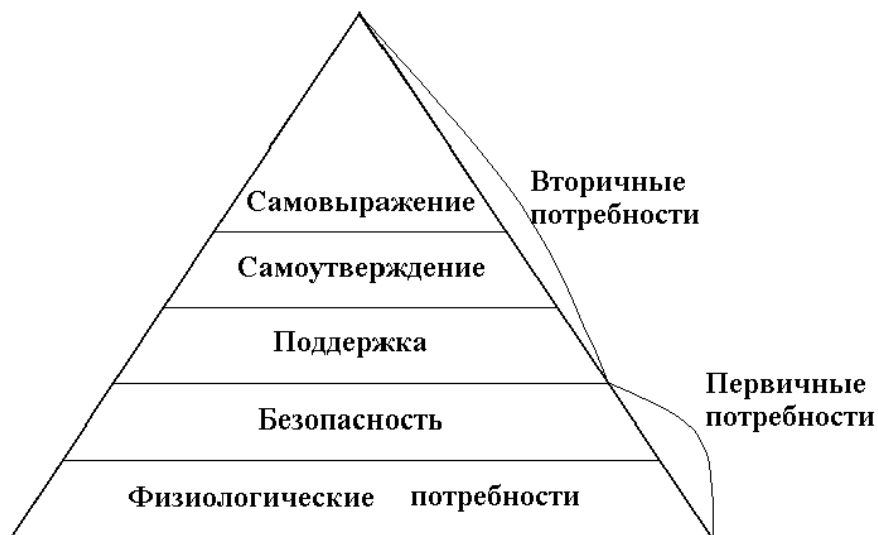 Вторичные
потребности
Самовыражение
Самоутверждение
Поддержка
Первичные
потребности
Безопасность
Физиологические потребности